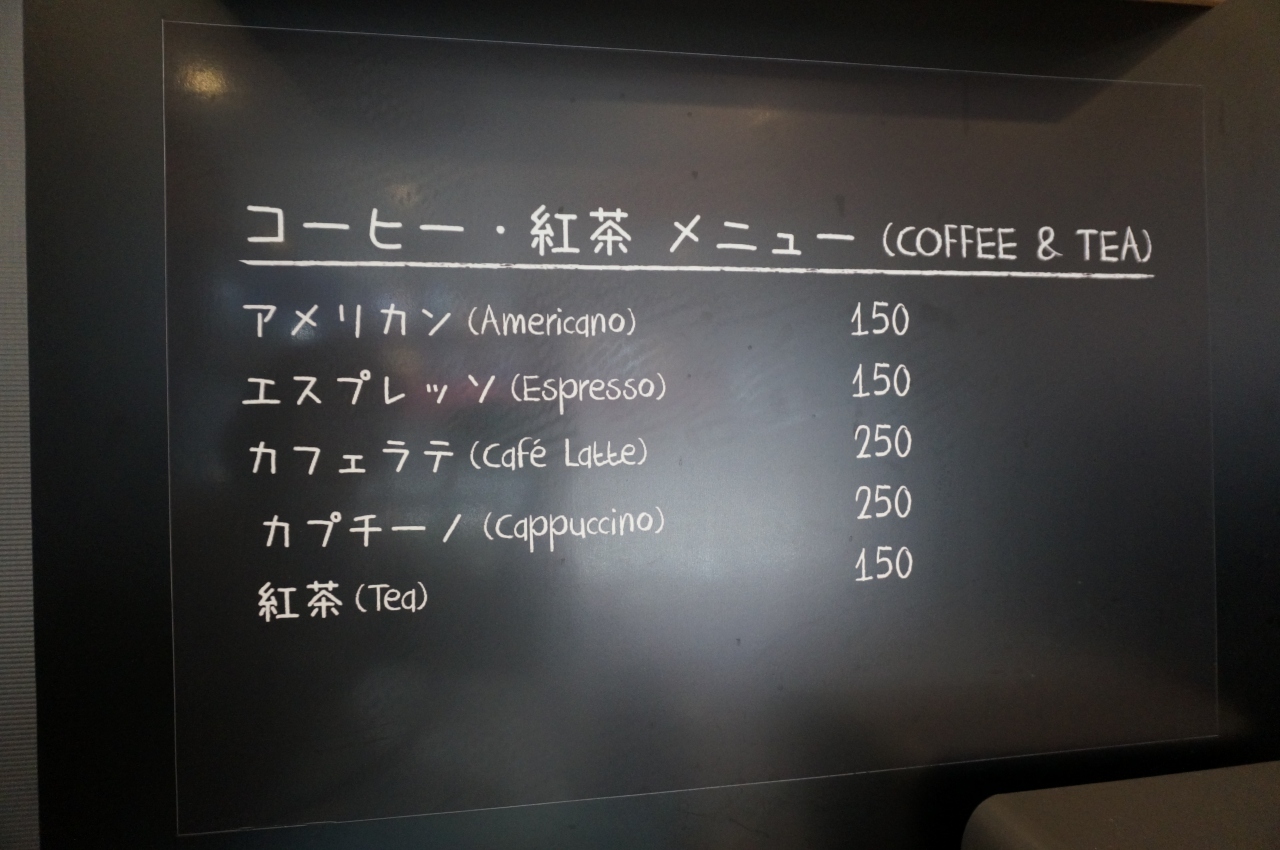 コーヒー・紅茶 メニュー (COFFEE & TEA)
アメリカン (Americano) 150
エスプレッソ (Espresso) 150
カフェラテ (Café Latte) 250
カプチーノ (Cappuccino) 250
紅茶 (Tea) 150